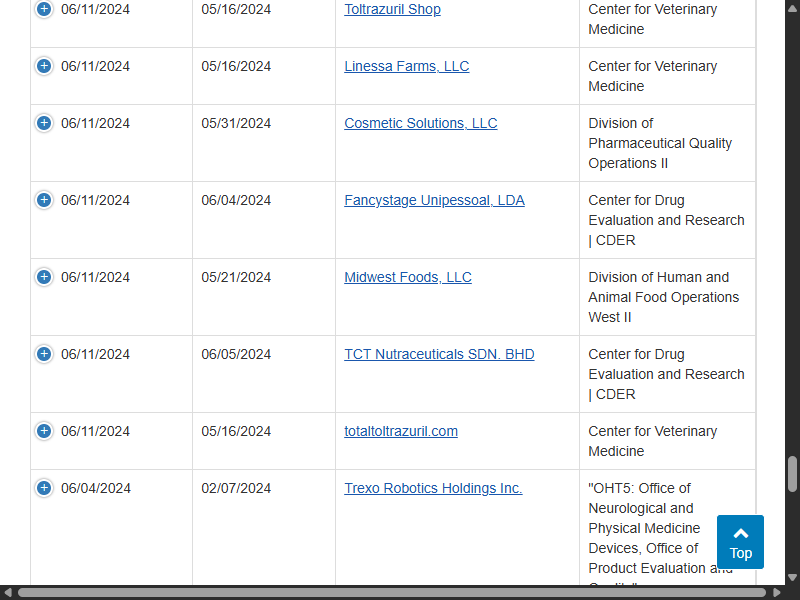 06/11/2024 05/16/2024 Toltrazuril Shop Center for Veterinary
Medicine
06/11/2024 05/16/2024 Linessa Farms, LLC Center for Veterinary
Medicine
06/11/2024 05/31/2024 Cosmetic Solutions, LLC Division of
Pharmaceutical Quality
Operations II
06/11/2024 06/04/2024 Fancystage Unipessoal, LDA Center for Drug
Evaluation and Research
| CDER
06/11/2024 05/21/2024 Midwest Foods, LLC Division of Human and
Animal Food Operations
West II
06/11/2024 06/05/2024 TCT Nutraceuticals SDN. BHD Center for Drug
Evaluation and Research
| CDER
06/11/2024 05/16/2024 totaltoltrazuril.com Center for Veterinary
Medicine
06/04/2024 02/07/2024 Trexo Robotics Holdings Inc. "OHT5: Office of
Neurological and
Physical Medicine
Devices, Office of
Product Evaluation and
Top